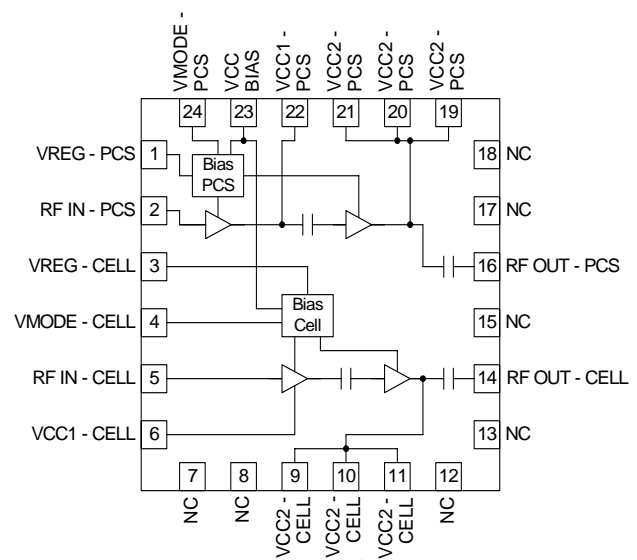 VMODE -
PCS
VCC
BIAS
VCC1 -
PCS
VCC2 -
PCS
VCC2 -
PCS
VCC2 -
PCS
24
23
22
21
20
19
VREG - PCS
1
Bias
PCS
18
NC
RF IN - PCS
2
17
NC
VREG - CELL
3
16
RF OUT - PCS
VMODE - CELL
4
Bias
Cell
15
NC
RF IN - CELL
5
14
RF OUT - CELL
VCC1 - CELL
6
13
NC
7
8
9
10
11
12
NC
NC
VCC2 -
CELL
VCC2 -
CELL
VCC2 -
CELL
NC